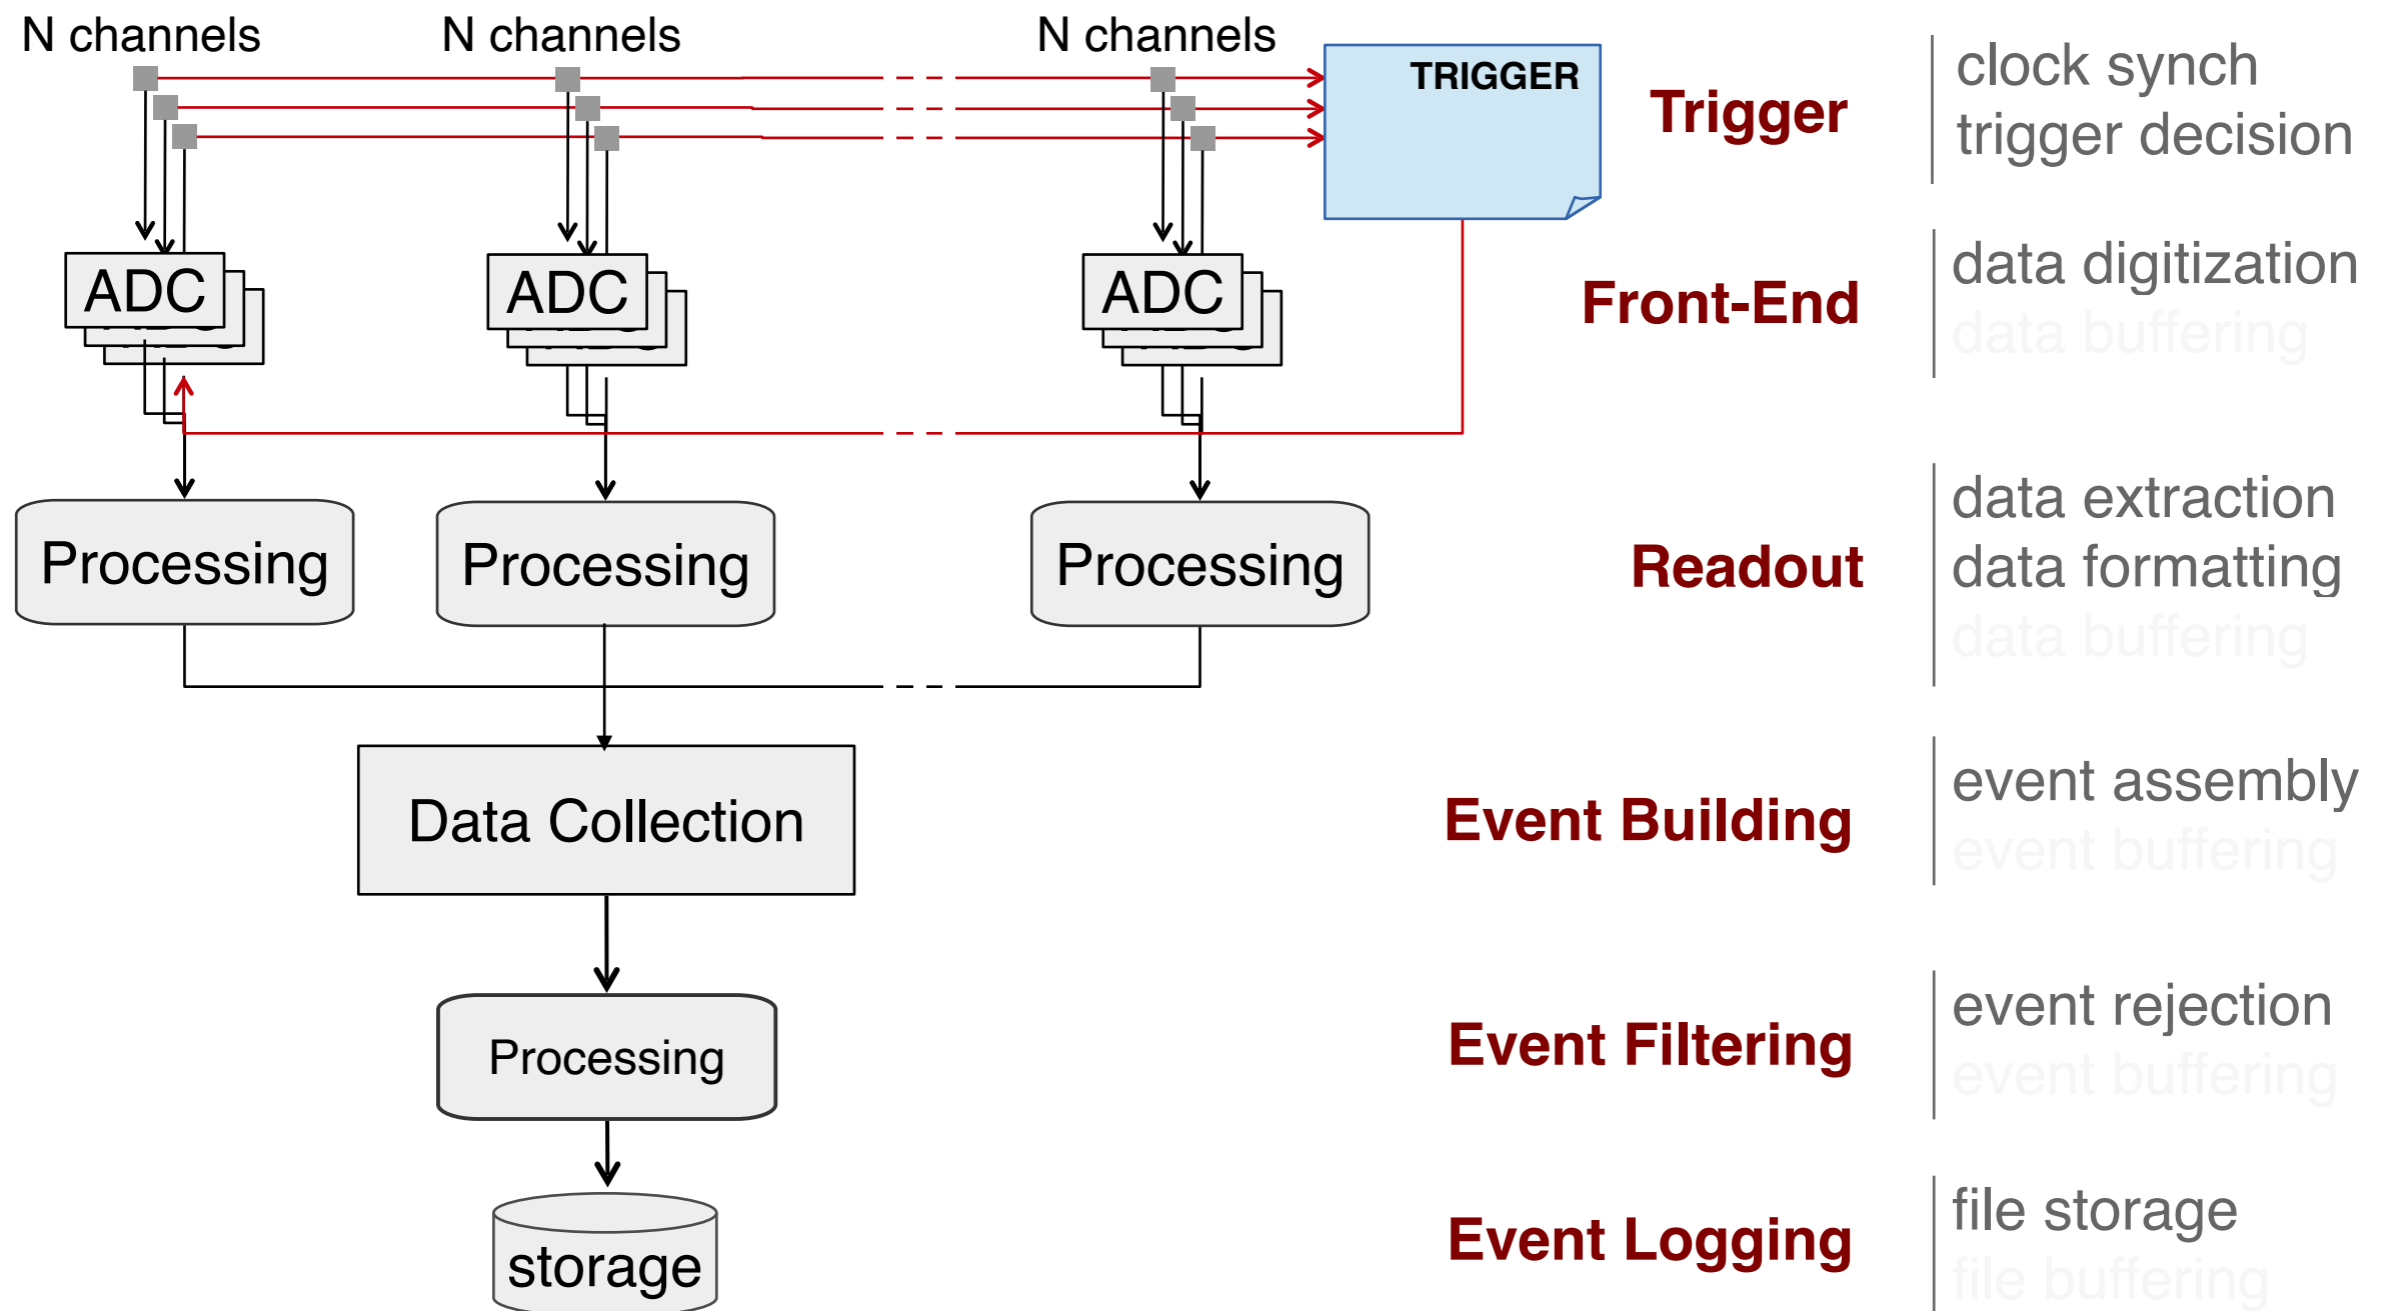 N channels
N channels
N channels
TRIGGER
Trigger
clock synch
trigger decision
ADC
ADC
ADC
Front-End
data digitization
data buffering
Processing
Processing
Processing
Readout
data extraction
data formatting
data buffering
Data Collection
Event Building
event assembly
event buffering
Processing
Event Filtering
event rejection
event buffering
storage
Event Logging
file storage
file buffering